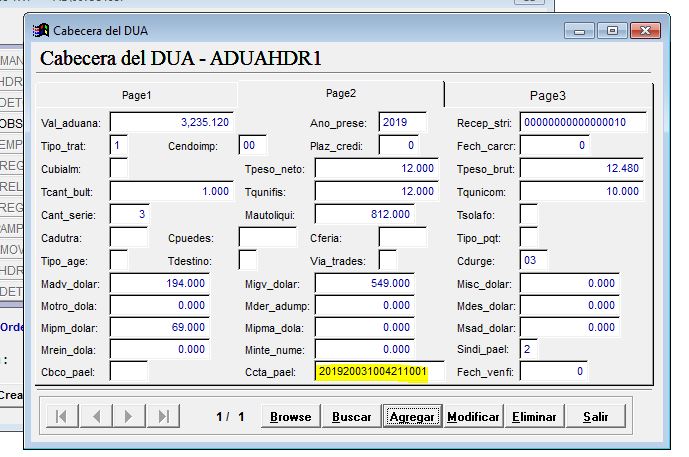 Cabecera del DUA
Cabecera del DUA - ADUAHDR1
Page1 Page2 Page3
Val_aduana: 3,235.120 Ano_prese: 2019 Recep_stri: 00000000000000010
Tipo_trat: 1 Cendoimp: 00 Plaz_credi: 0 Fech_carcr: 0
Cubialm: Tpeso_neto: 12.000 Tpeso_brut: 12.480
Tcant_bult: 1.000 Tqunifis: 12.000 Tqunicom: 10.000
Cant_serie: 3 Mautoliqui: 812.000 Tsolafo:
Cadutra: Cpuedes: Cferia: Tipo_pqt:
Tipo_age: Tdestino: Via_trades: Cdurge: 03
Madv_dolar: 194.000 Migv_dolar: 549.000 Misc_dolar: 0.000
Motro_dola: 0.000 Mder_adump: 0.000 Mdes_dolar: 0.000
Mipm_dolar: 69.000 Mipma_dola: 0.000 Msad_dolar: 0.000
Mrein_dola: 0.000 Minte_nume: 0.000 Sindi_pael: 2
Cbco_pael: Ccta_pael: 201920031004211001 Fech_venfi: 0
1 / 1 Browse Buscar Agregar Modificar Eliminar Salir
MAN
HDR
DET
OBS
EMP
REG
REL
REG
AMP
MOV
HDR
DET
Orde
Crea